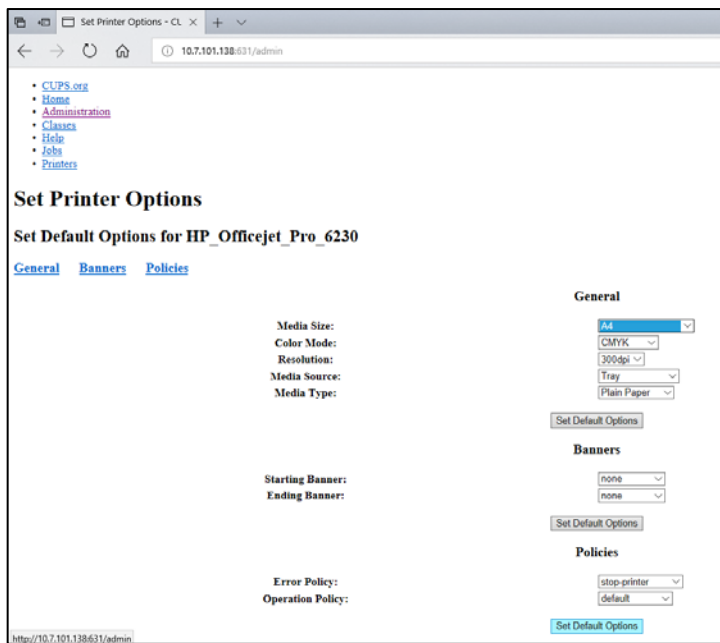 Set Printer Options - CL
10.7.101.138:631/admin
CUPS.org
Home
Administration
Classes
Help
Jobs
Printers
Set Printer Options
Set Default Options for HP_Officejet_Pro_6230
General Banners Policies
General
Media Size: A4
Color Mode: CMYK
Resolution: 300dpi
Media Source: Tray
Media Type: Plain Paper
Set Default Options
Banners
Starting Banner: none
Ending Banner: none
Set Default Options
Policies
Error Policy: stop-printer
Operation Policy: default
Set Default Options
http://10.7.101.138:631/admin